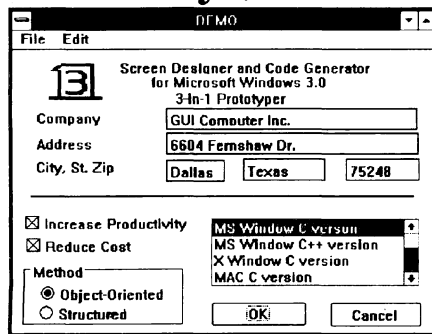 DEMO
File Edit
3
Screen Designer and Code Generator
for Microsoft Windows 3.0
3-In-1 Prototyper
Company GUI Computer Inc.
Address 6604 Fernshaw Dr.
City, St. Zip Dallas Texas 75248
Increase Productivity
Reduce Cost
Method
Object-Oriented
Structured
MS Window C verson
MS Window C++ version
X Window C version
MAC C version
OK Cancel